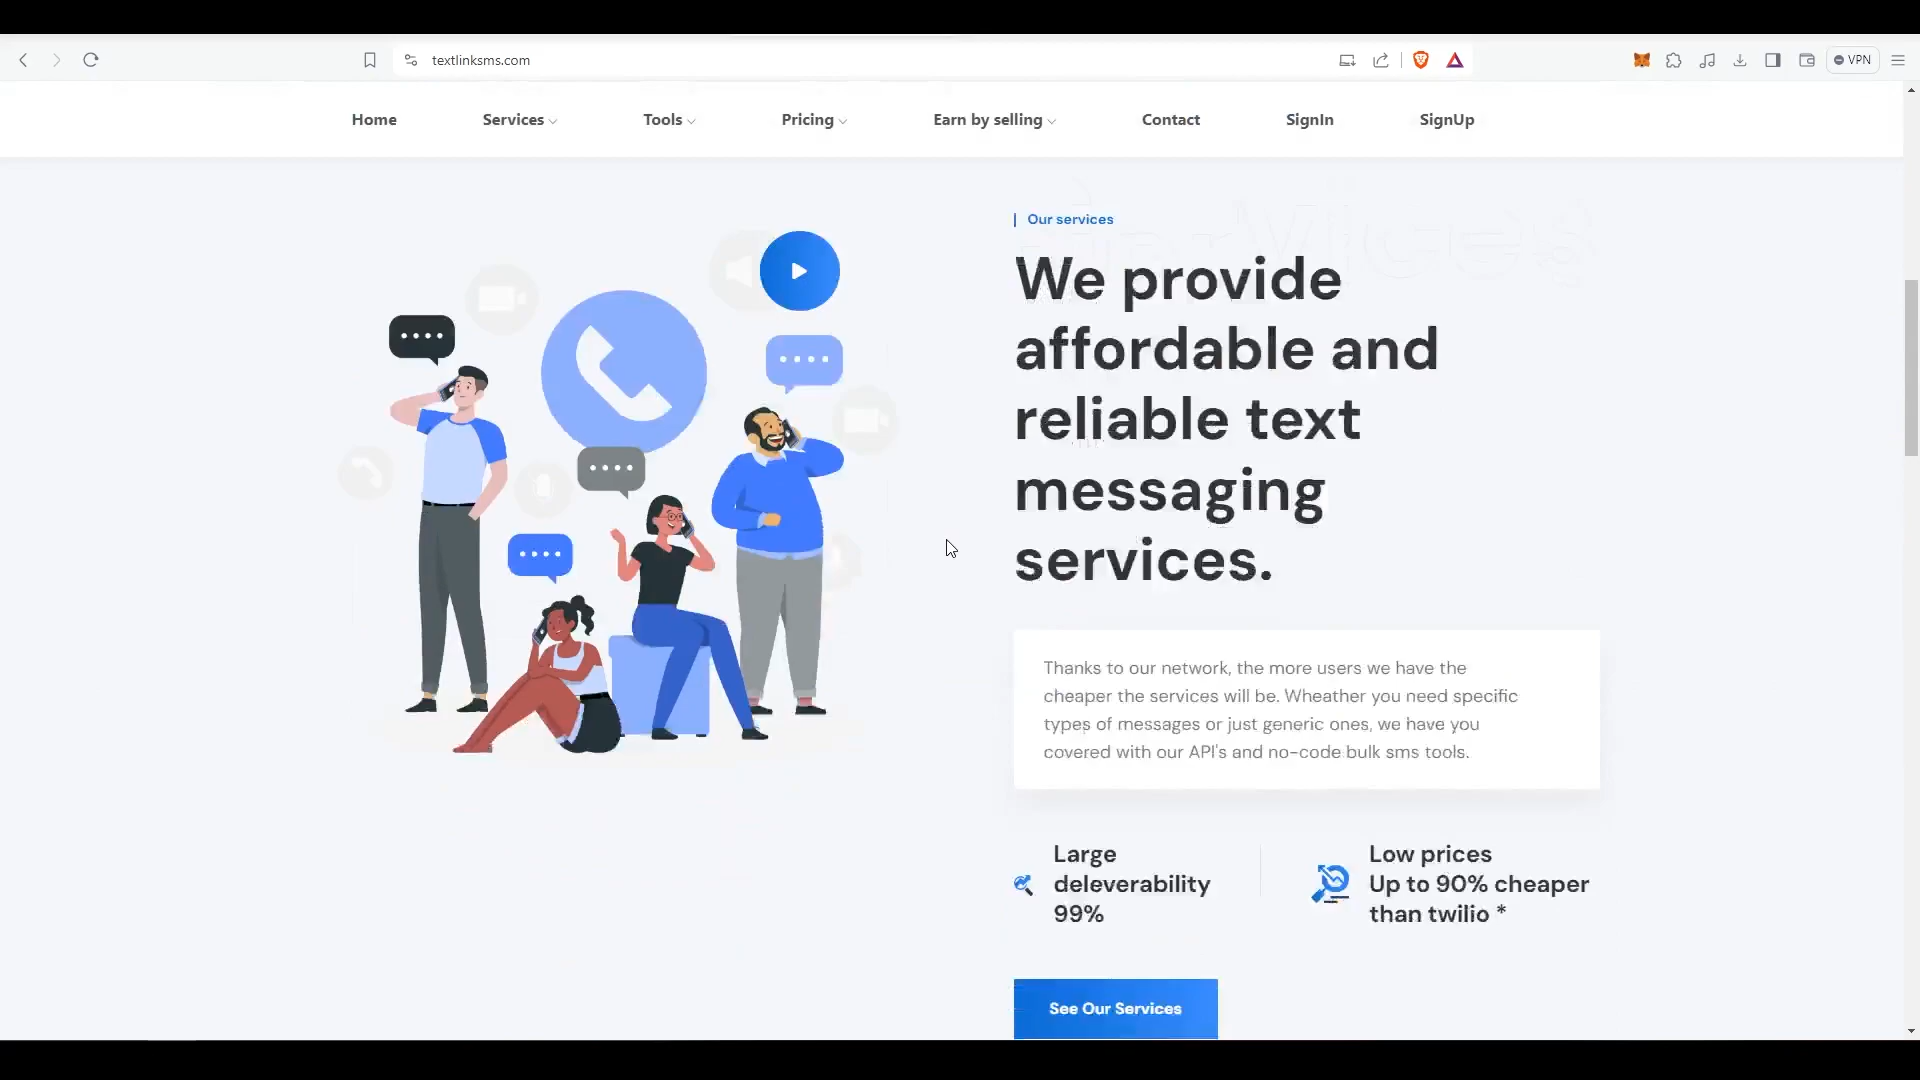 textlinksms.com
VPN
Home Services Tools Pricing Earn by selling Contact SignIn SignUp
Our services
We provide
affordable and
reliable text
messaging
services.
Thanks to our network, the more users we have the
cheaper the services will be. Wheather you need specific
types of messages or just generic ones, we have you
covered with our API's and no-code bulk sms tools.
Large
deleverability
99%
Low prices
Up to 90% cheaper
than twilio *
See Our Services